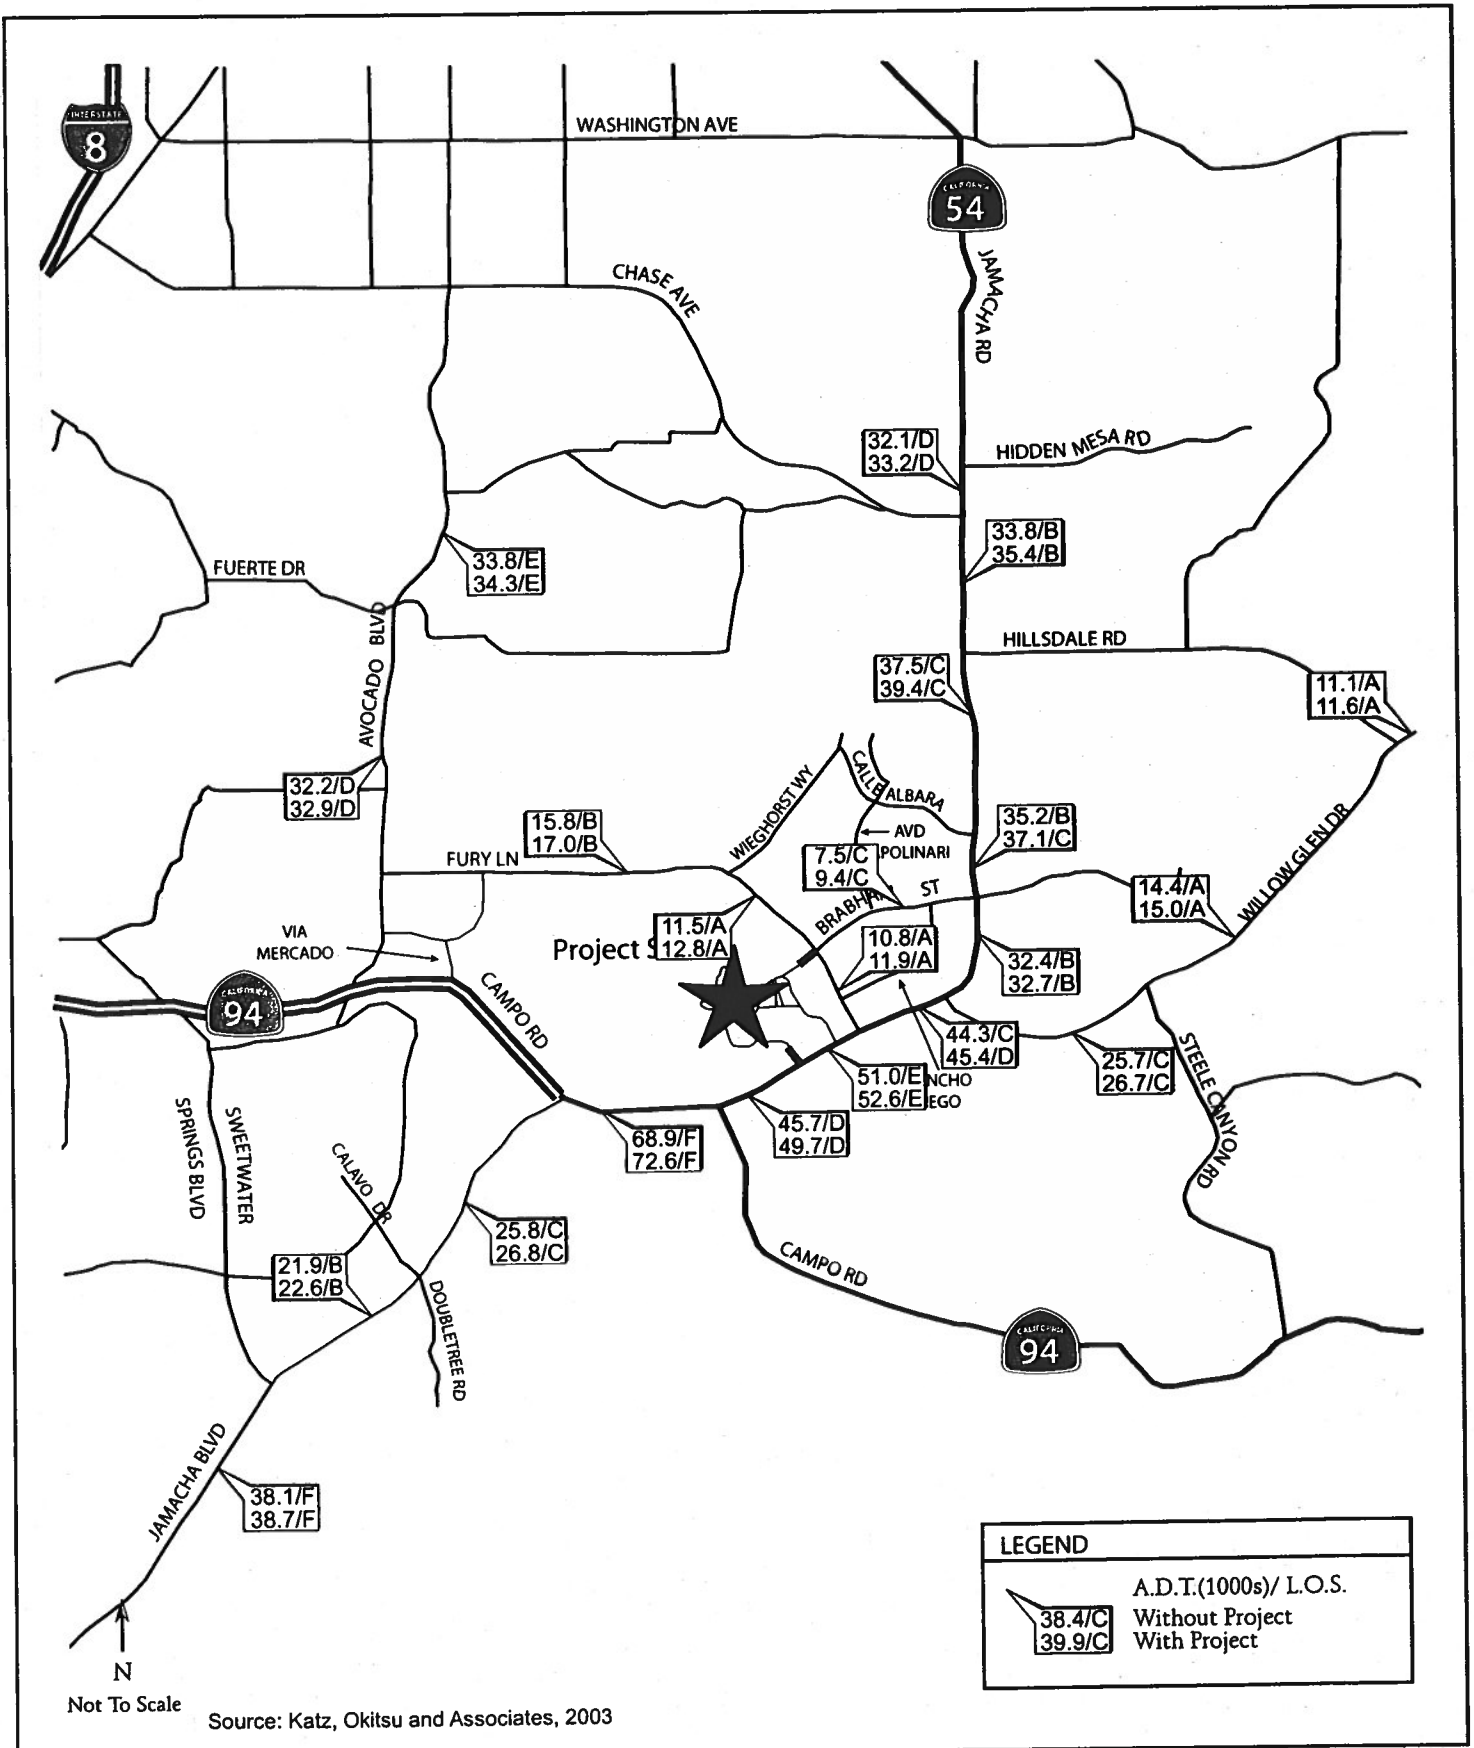 INTERSTATE
8
WASHINGTON AVE
CALIFORNIA
54
JAMACHA RD
CHASE AVE
32.1/D
33.2/D
HIDDEN MESA RD
33.8/B
35.4/B
33.8/E
34.3/E
FUERTE DR
AVOCADO BLVD
HILLSDALE RD
37.5/C
39.4/C
11.1/A
11.6/A
32.2/D
32.9/D
15.8/B
17.0/B
FURY LN
WIEGHORST WY
CALLE ALBARA
AVD
POLINARI
7.5/C
9.4/C
35.2/B
37.1/C
BRABHA
ST
14.4/A
15.0/A
WILLOW GLEN DR
11.5/A
12.8/A
Project S
10.8/A
11.9/A
VIA
MERCADO
32.4/B
32.7/B
CALIFORNIA
94
CAMPO RD
44.3/C
45.4/D
51.0/E
52.6/E
NCHO
EGO
25.7/C
26.7/C
STEELE CANYON RD
45.7/D
49.7/D
68.9/F
72.6/F
SWEETWATER
SPRINGS BLVD
CALAVO DR
25.8/C
26.8/C
21.9/B
22.6/B
DOUBLETREE RD
CAMPO RD
CALIFORNIA
94
JAMACHA BLVD
38.1/F
38.7/F
LEGEND
A.D.T.(1000s)/ L.O.S.
38.4/C Without Project
39.9/C With Project
N
Not To Scale
Source: Katz, Okitsu and Associates, 2003